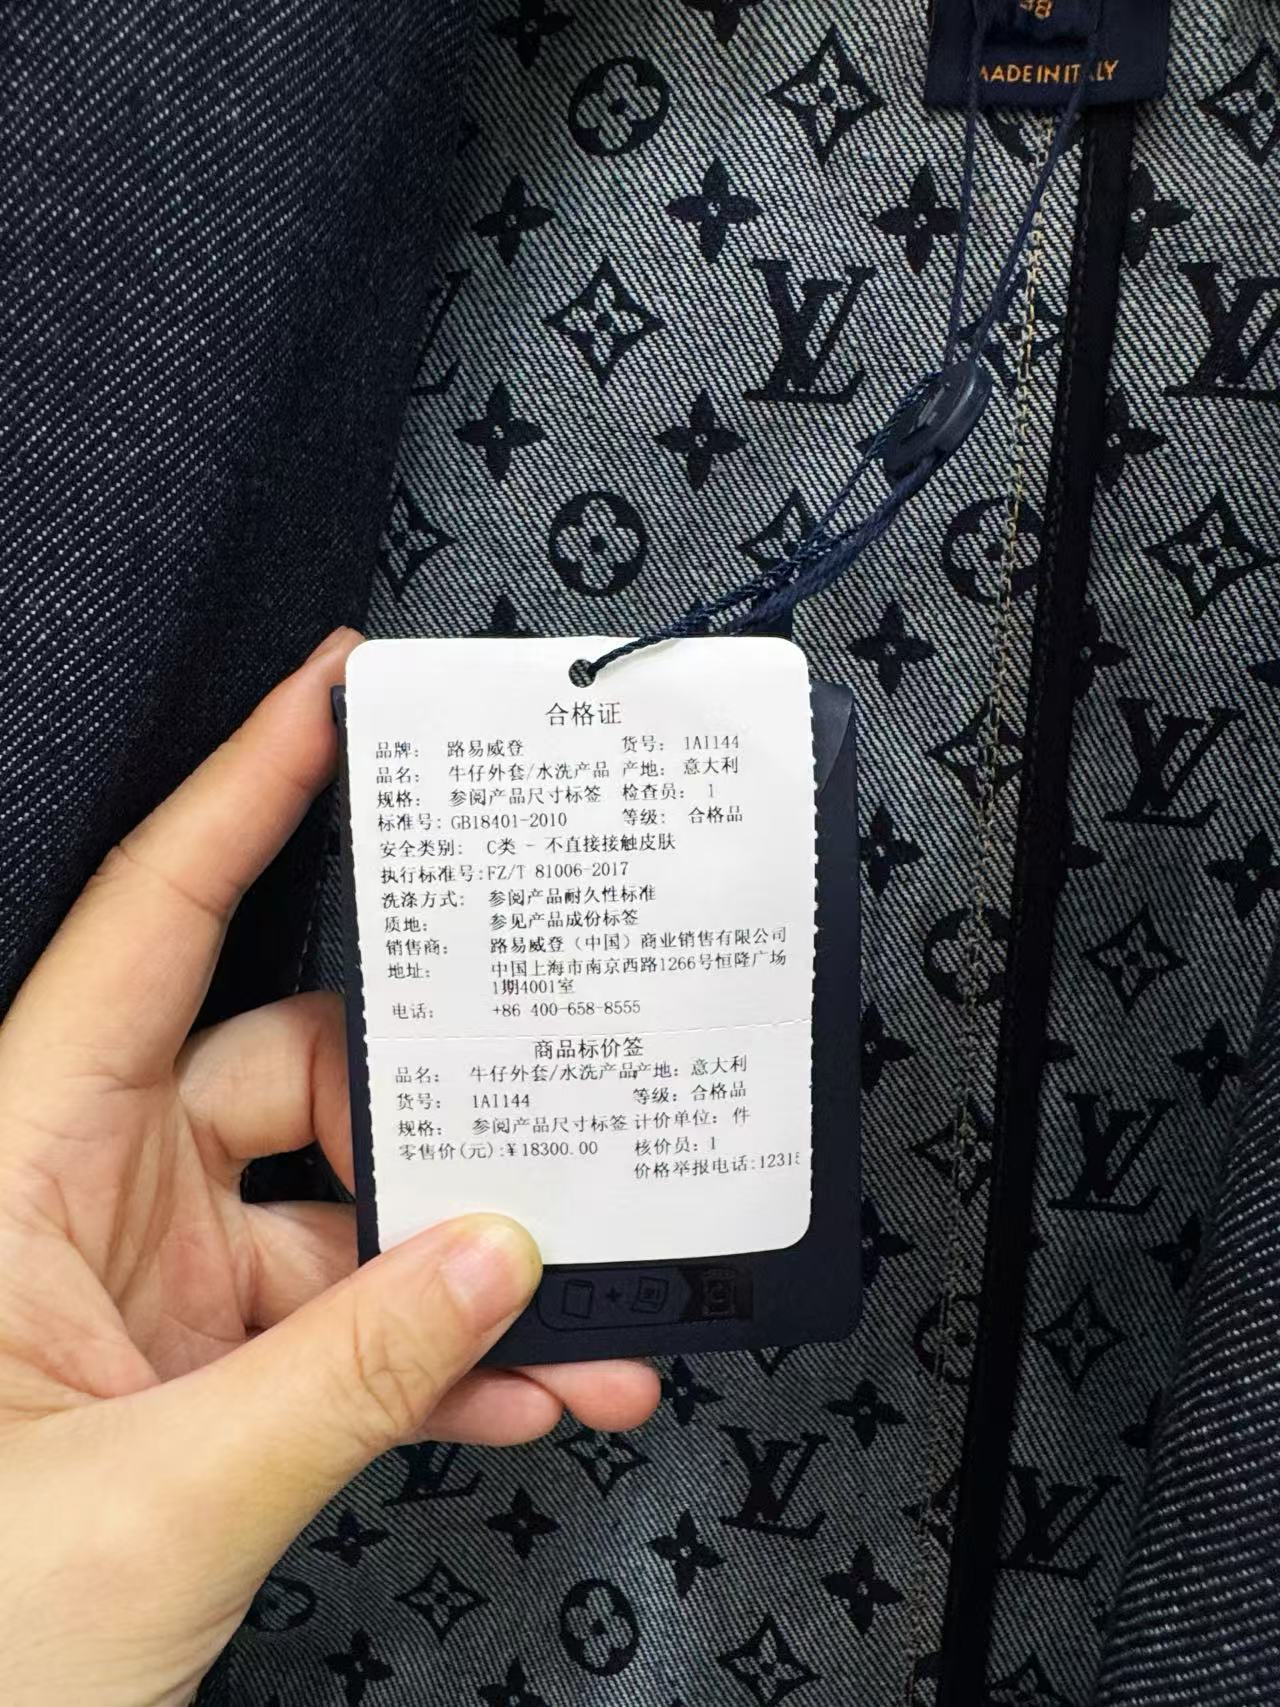 MADE IN ITALY
合格证
品牌： 路易威登 货号： 1AI144
品名： 牛仔外套/水洗产品 产地： 意大利
规格： 参阅产品尺寸标签 检查员： 1
标准号：GB18401-2010 等级： 合格品
安全类别： C类 - 不直接接触皮肤
执行标准号:FZ/T 81006-2017
洗涤方式： 参阅产品耐久性标准
质地： 参见产品成份标签
销售商： 路易威登（中国）商业销售有限公司
地址： 中国上海市南京西路1266号恒隆广场
1期4001室
电话： +86 400-658-8555
商品标价签
品名： 牛仔外套/水洗产品产地：意大利
货号： 1AI144 等级：合格品
规格： 参阅产品尺寸标签 计价单位：件
零售价(元):¥18300.00 核价员：1
价格举报电话:12315